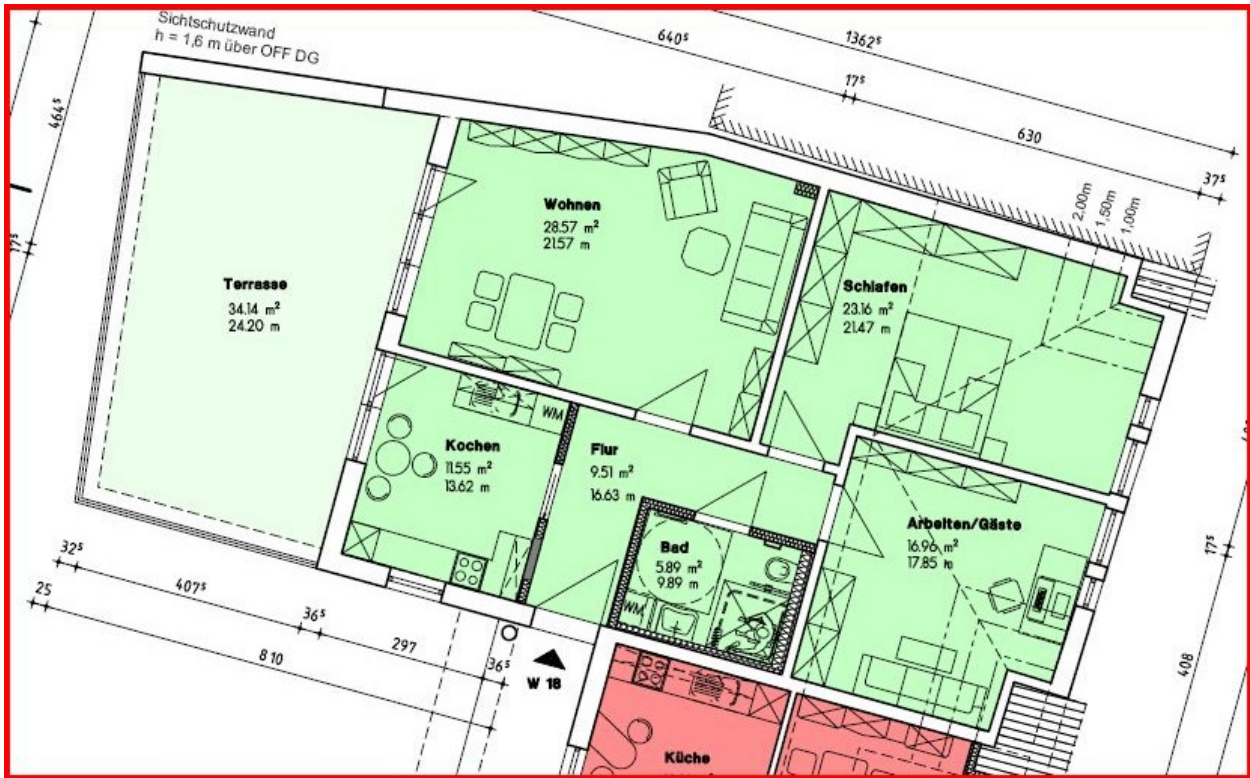 Sichtschutzwand
h = 1,6 m über OFF DG
640⁵
1362⁵
17⁵
630
37⁵
464⁵
17⁵
2,00m
1,50m
1,00m
Wohnen
28.57 m²
21.57 m
Terrasse
34.14 m²
24.20 m
Schlafen
23.16 m²
21.47 m
Kochen
11.55 m²
13.62 m
WM
Flur
9.51 m²
16.63 m
Arbeiten/Gäste
16.96 m²
17.85 m
Bad
5.89 m²
9.89 m
WM
32⁵
407⁵
36⁵
297
36⁵
25
810
W 18
17⁵
408
Küche